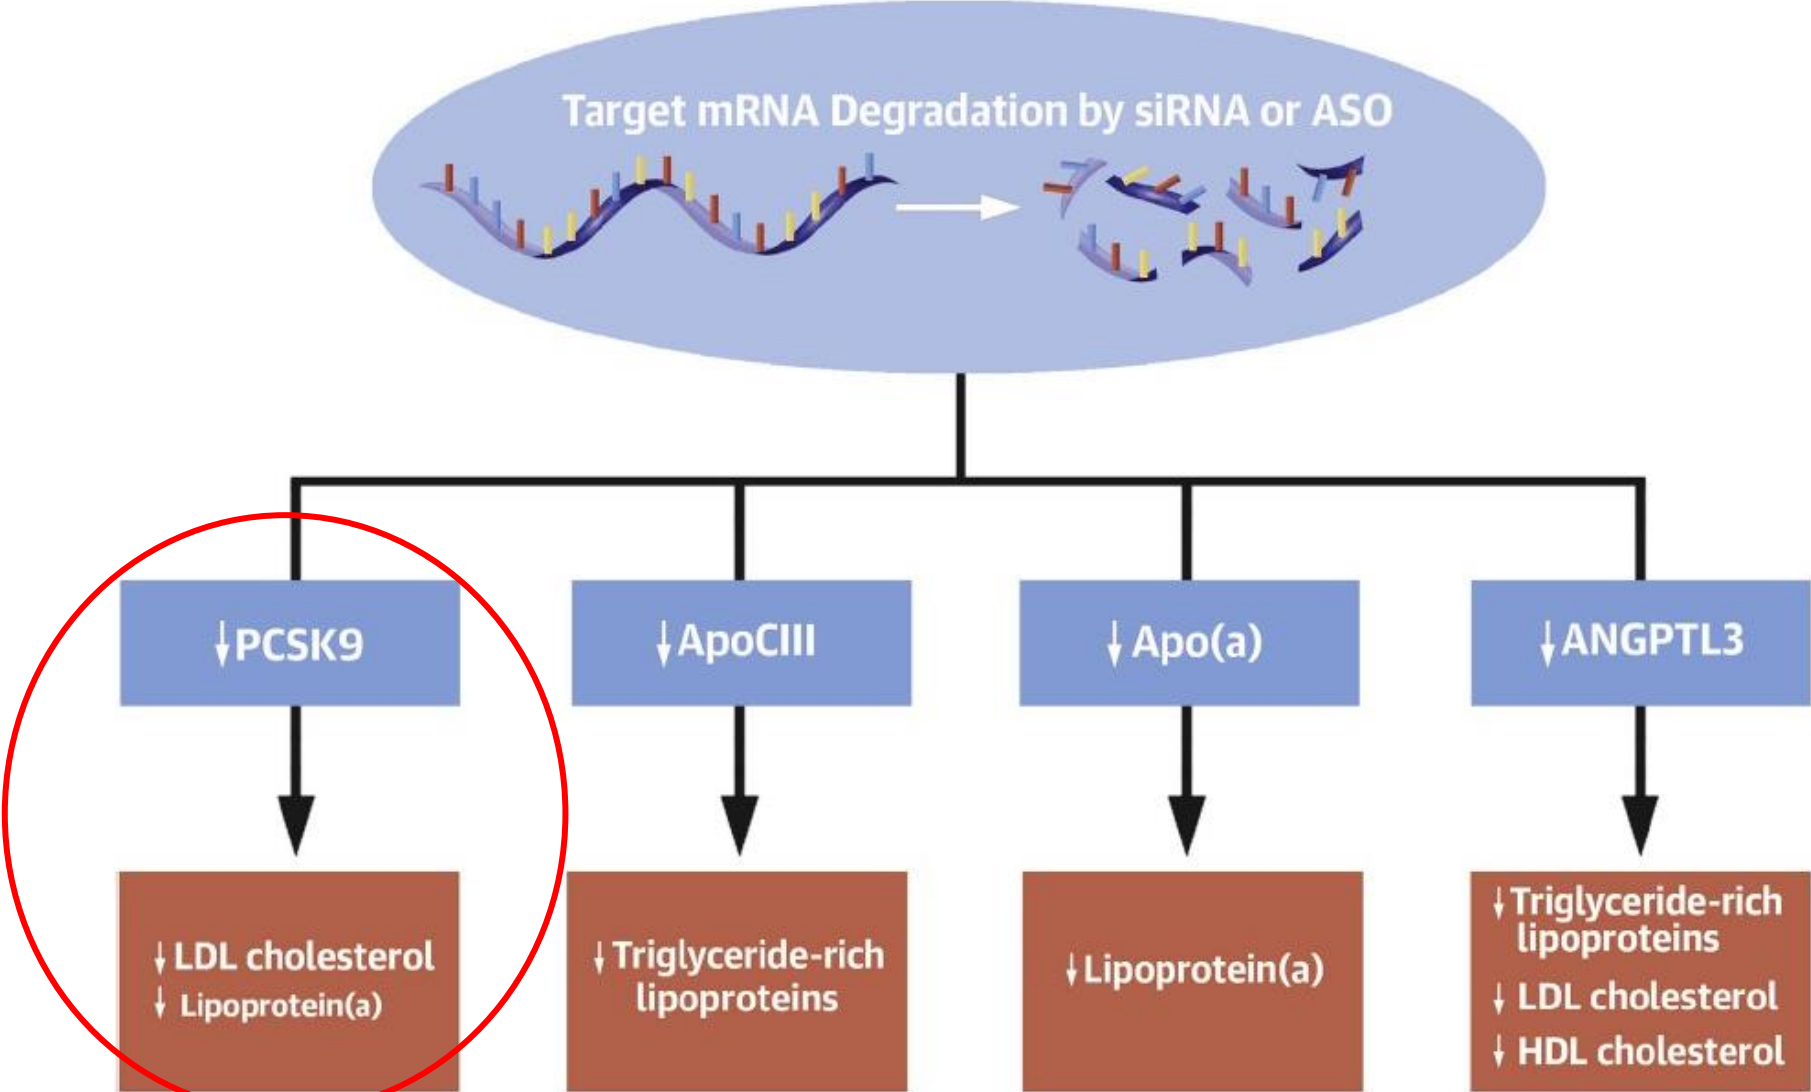 Target mRNA Degradation by siRNA or ASO
↓PCSK9
↓ApoCIII
↓Apo(a)
↓ANGPTL3
↓LDL cholesterol
↓Lipoprotein(a)
↓Triglyceride-rich
lipoproteins
↓Lipoprotein(a)
↓Triglyceride-rich
lipoproteins
↓LDL cholesterol
↓HDL cholesterol